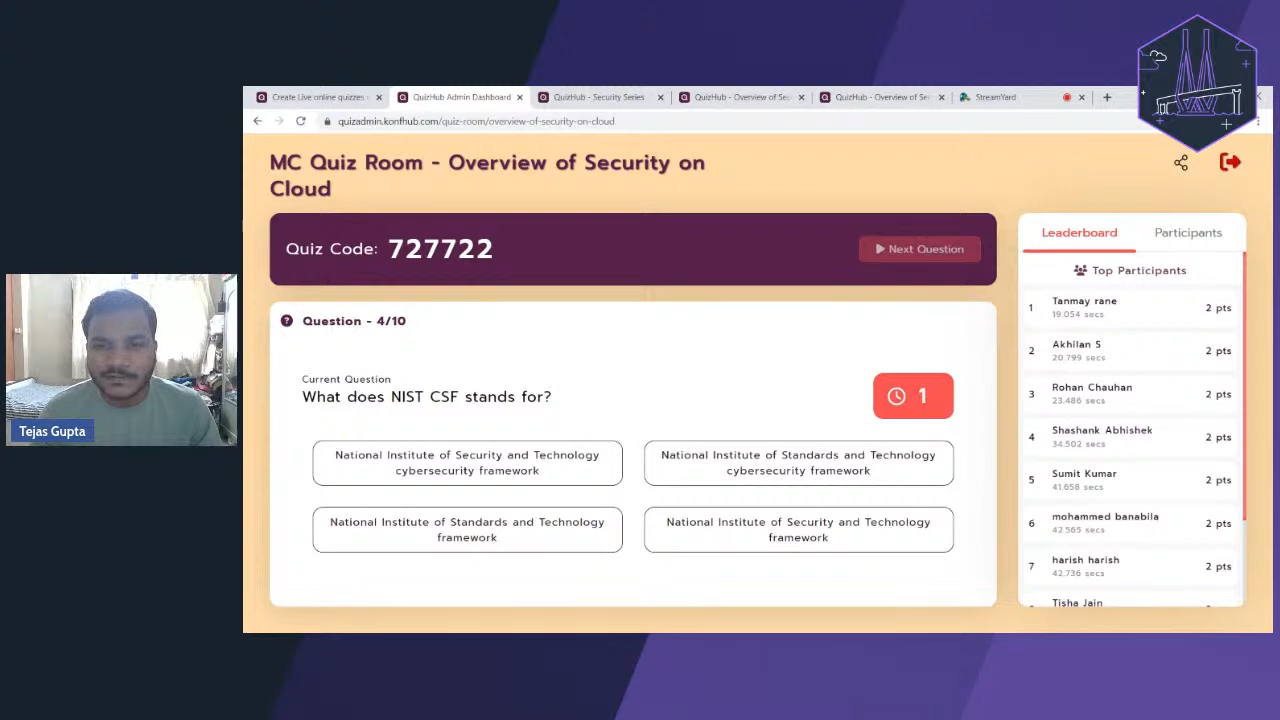 Create Live online quizzes
QuizHub Admin Dashboard
QuizHub - Security Series
QuizHub - Overview of Sec
QuizHub - Overview of Sec
StreamYard
quizadmin.konfhub.com/quiz-room/overview-of-security-on-cloud
MC Quiz Room - Overview of Security on
Cloud
Quiz Code: 727722
Next Question
Leaderboard
Participants
Top Participants
1 Tanmay rane 2 pts
19.054 secs
2 Akhilan S 2 pts
20.799 secs
3 Rohan Chauhan 2 pts
23.486 secs
4 Shashank Abhishek 2 pts
34.502 secs
5 Sumit Kumar 2 pts
41.658 secs
6 mohammed banabila 2 pts
42.565 secs
7 harish harish 2 pts
42.736 secs
Tisha Jain
Question - 4/10
Current Question
What does NIST CSF stands for?
1
National Institute of Security and Technology
cybersecurity framework
National Institute of Standards and Technology
cybersecurity framework
National Institute of Standards and Technology
framework
National Institute of Security and Technology
framework
Tejas Gupta